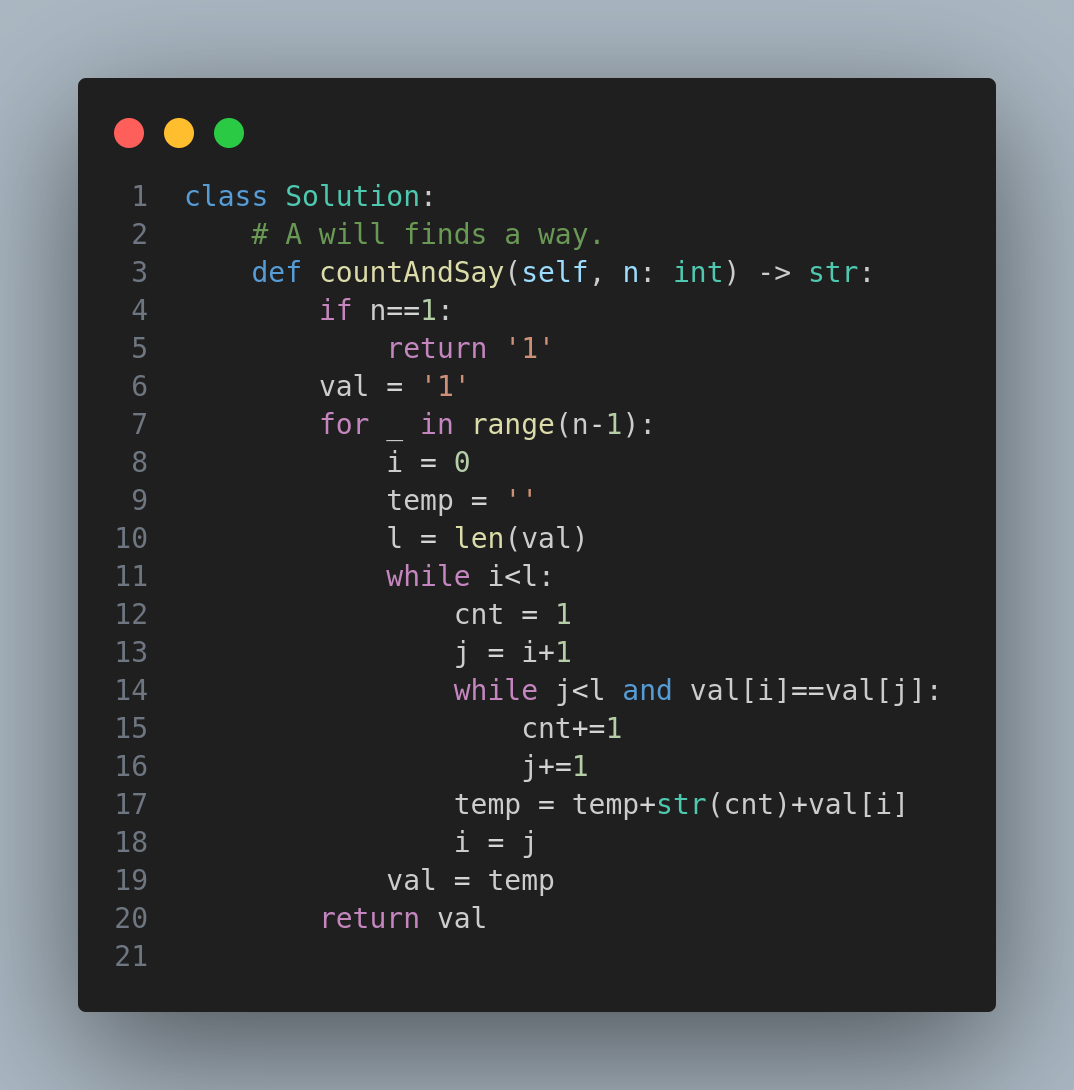 1 class Solution:
2     # A will finds a way.
3     def countAndSay(self, n: int) -> str:
4         if n==1:
5             return '1'
6         val = '1'
7         for _ in range(n-1):
8             i = 0
9             temp = ''
10             l = len(val)
11             while i<l:
12                 cnt = 1
13                 j = i+1
14                 while j<l and val[i]==val[j]:
15                     cnt+=1
16                     j+=1
17                 temp = temp+str(cnt)+val[i]
18                 i = j
19             val = temp
20         return val
21